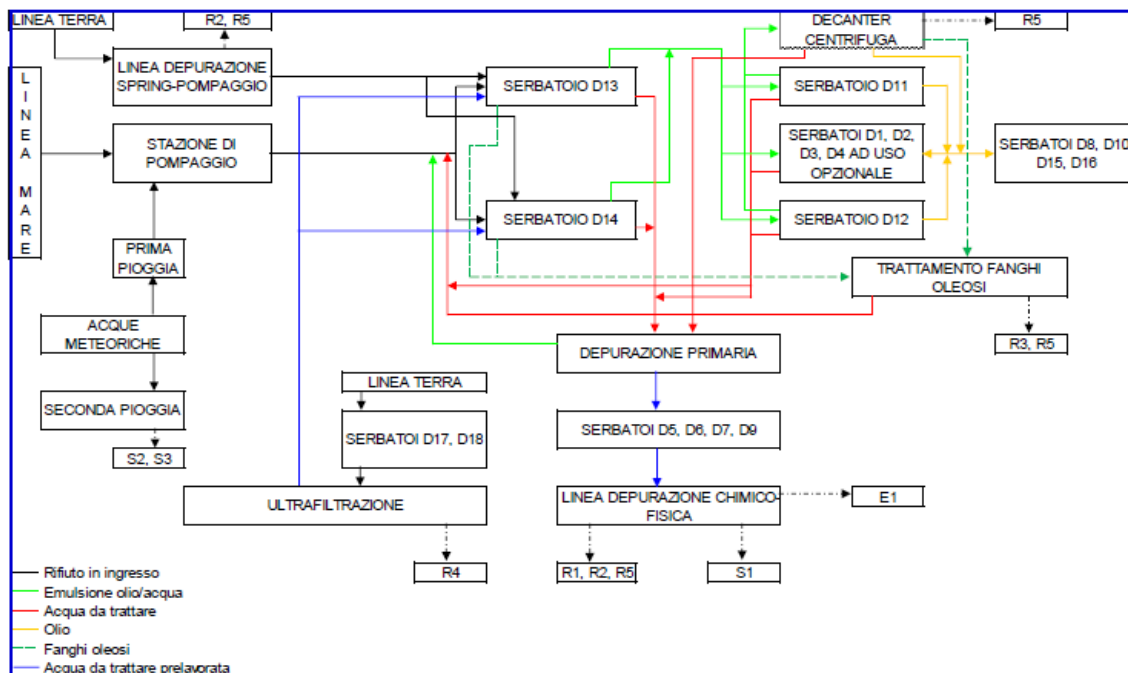 LINEA TERRA
R2, R5
DECANTER
CENTRIFUGA
R5
LINEA DEPURAZIONE
SPRING-POMPAGGIO
L
I
N
E
A
M
A
R
E
SERBATOIO D13
SERBATOIO D11
STAZIONE DI
POMPAGGIO
SERBATOI D1, D2,
D3, D4 AD USO
OPZIONALE
SERBATOI D8, D10
D15, D16
SERBATOIO D14
SERBATOIO D12
PRIMA
PIOGGIA
TRATTAMENTO FANGHI
OLEOSI
ACQUE
METEORICHE
R3, R5
DEPURAZIONE PRIMARIA
LINEA TERRA
SECONDA PIOGGIA
SERBATOI D17, D18
SERBATOI D5, D6, D7, D9
S2, S3
ULTRAFILTRAZIONE
LINEA DEPURAZIONE CHIMICO-
FISICA
E1
R4
R1, R2, R5
S1
Rifiuto in ingresso
Emulsione olio/acqua
Acqua da trattare
Olio
Fanghi oleosi
Acqua da trattare prelavorata